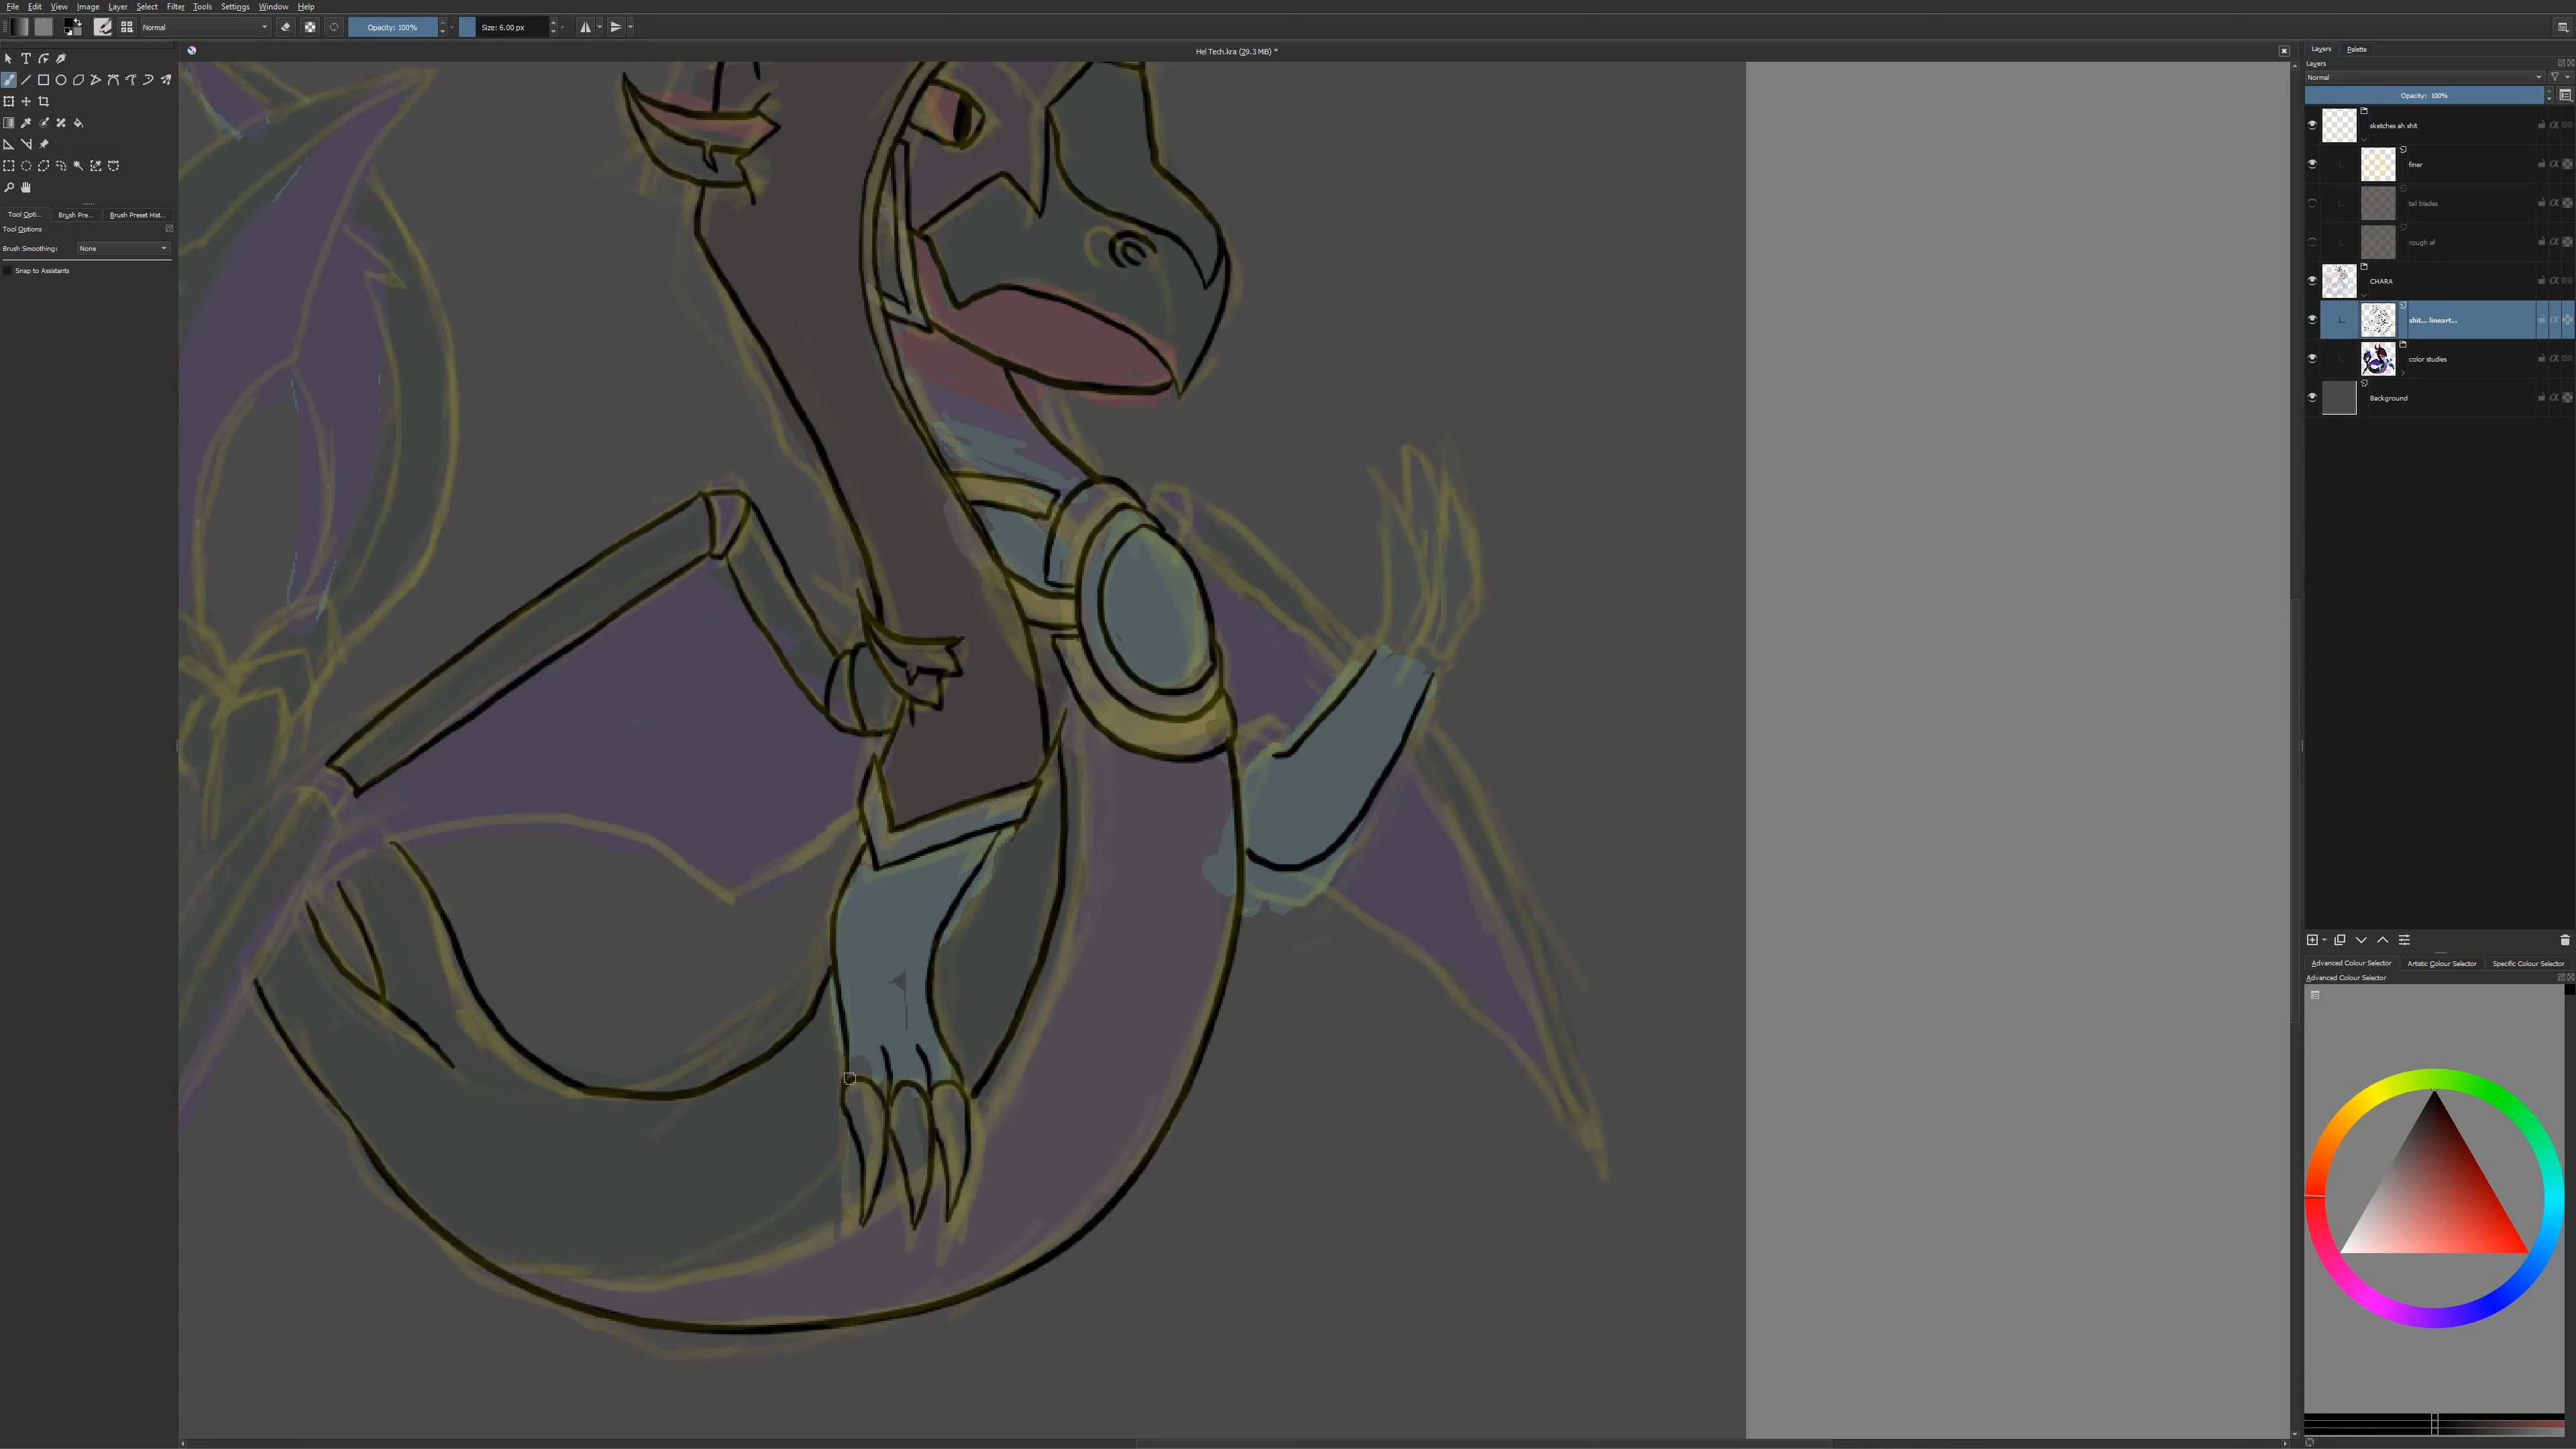 File Edit View Image Layer Select Filter Tools Settings Window Help
Normal Opacity: 100% Size: 6.00 px
Hel Tech.kra (29.3 MiB) *
Tool Opti... Brush Pre... Brush Preset Hist...
Tool Options
Brush Smoothing: None
Snap to Assistants
Layers Palette
Layers
Normal
Opacity: 100%
sketches ah shit
finer
tail blades
rough af
CHARA
shit... lineart...
color studies
Background
Advanced Colour Selector Artistic Colour Selector Specific Colour Selector
Advanced Colour Selector